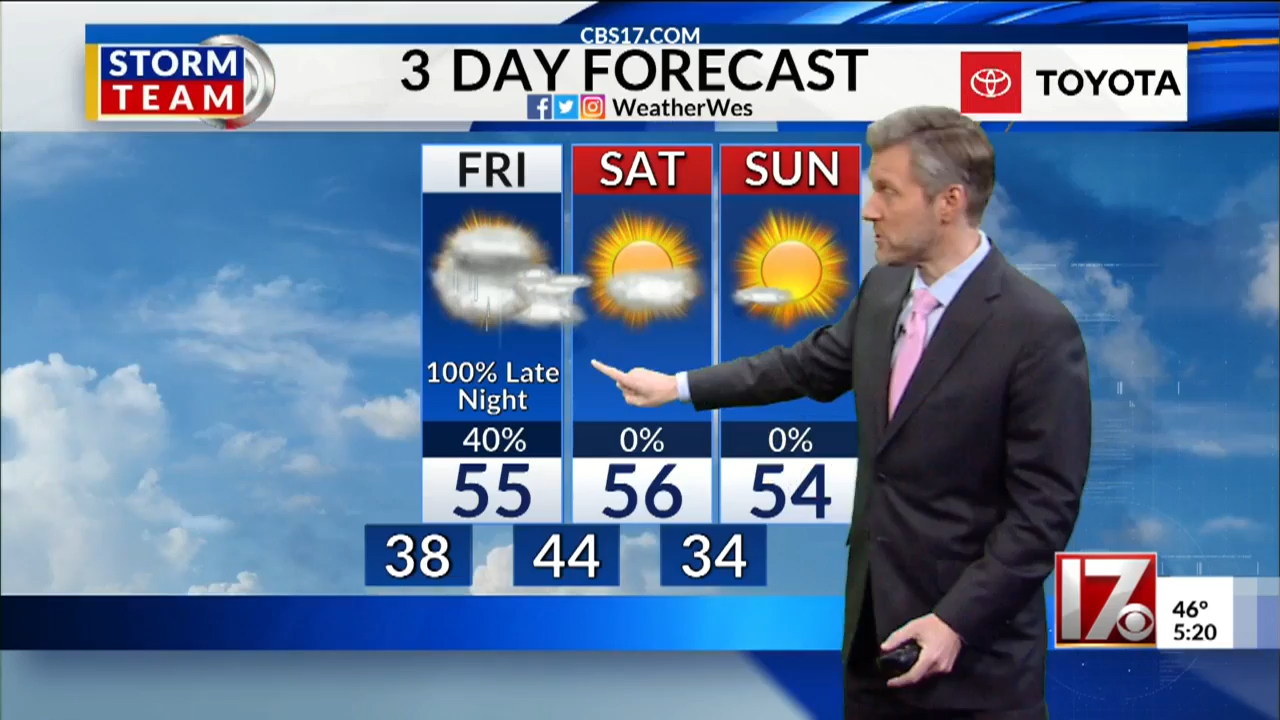 CBS17.COM
STORM
TEAM
3 DAY FORECAST
WeatherWes
TOYOTA
FRI
SAT
SUN
100% Late
Night
40%
0%
0%
55
56
54
38
44
34
17
46°
5:20